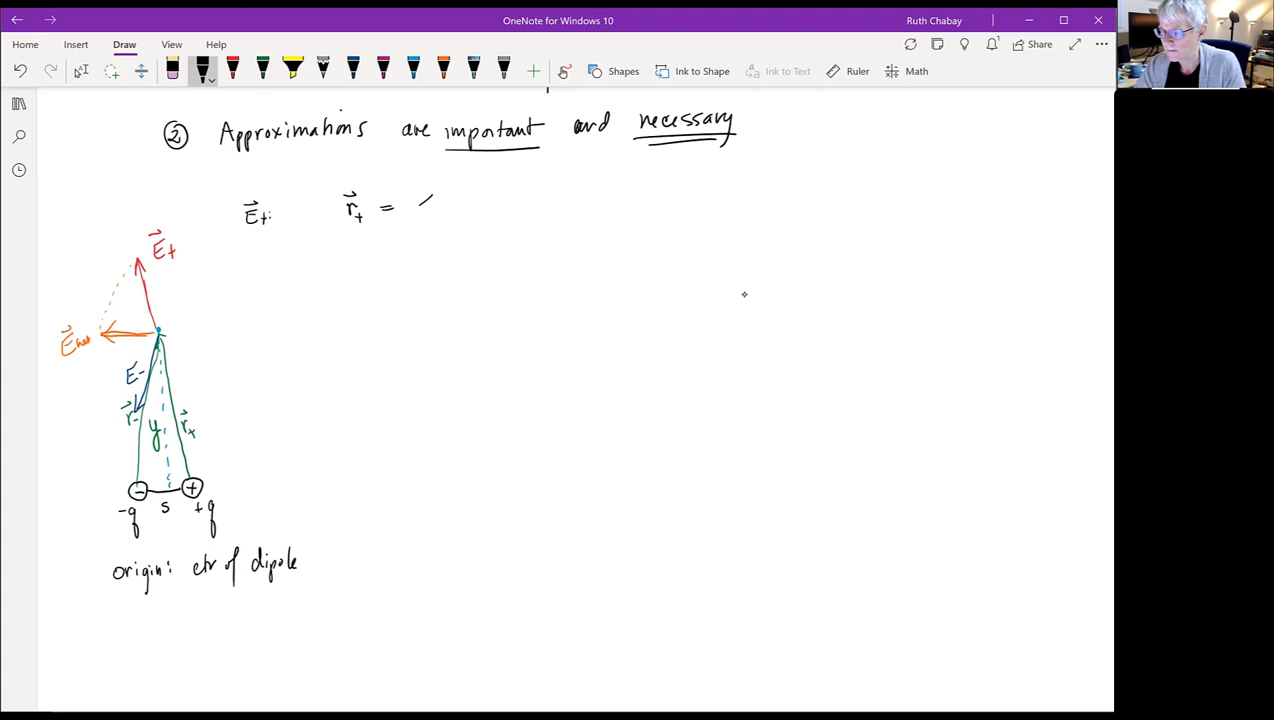 OneNote for Windows 10
Ruth Chabay
Home Insert Draw View Help
Share
Shapes Ink to Shape Ink to Text Ruler Math
② Approximations are important and necessary
E⃗+: r⃗+ = <
E⃗+
E⃗net
E-
r⃗-
y
r⃗+
- +
-q s +q
origin: ctr of dipole